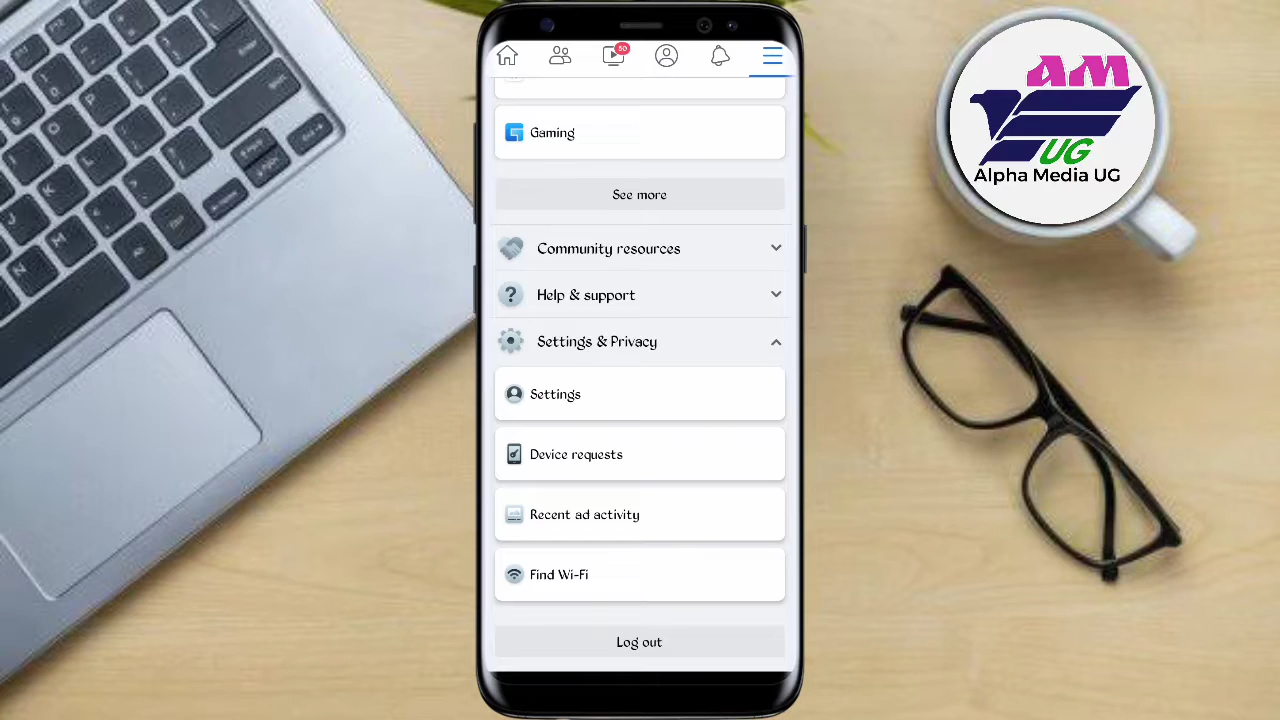 50
Gaming
See more
Community resources
Help & support
Settings & Privacy
Settings
Device requests
Recent ad activity
Find Wi-Fi
Log out
AM
UG
Alpha Media UG